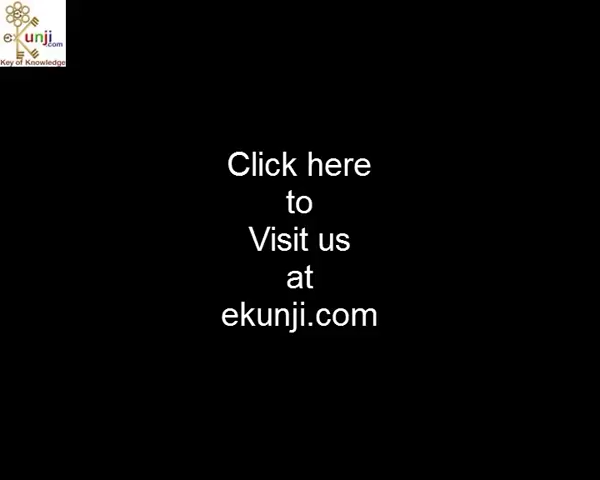 ekunji
.com
Key of Knowledge
Click here
to
Visit us
at
ekunji.com